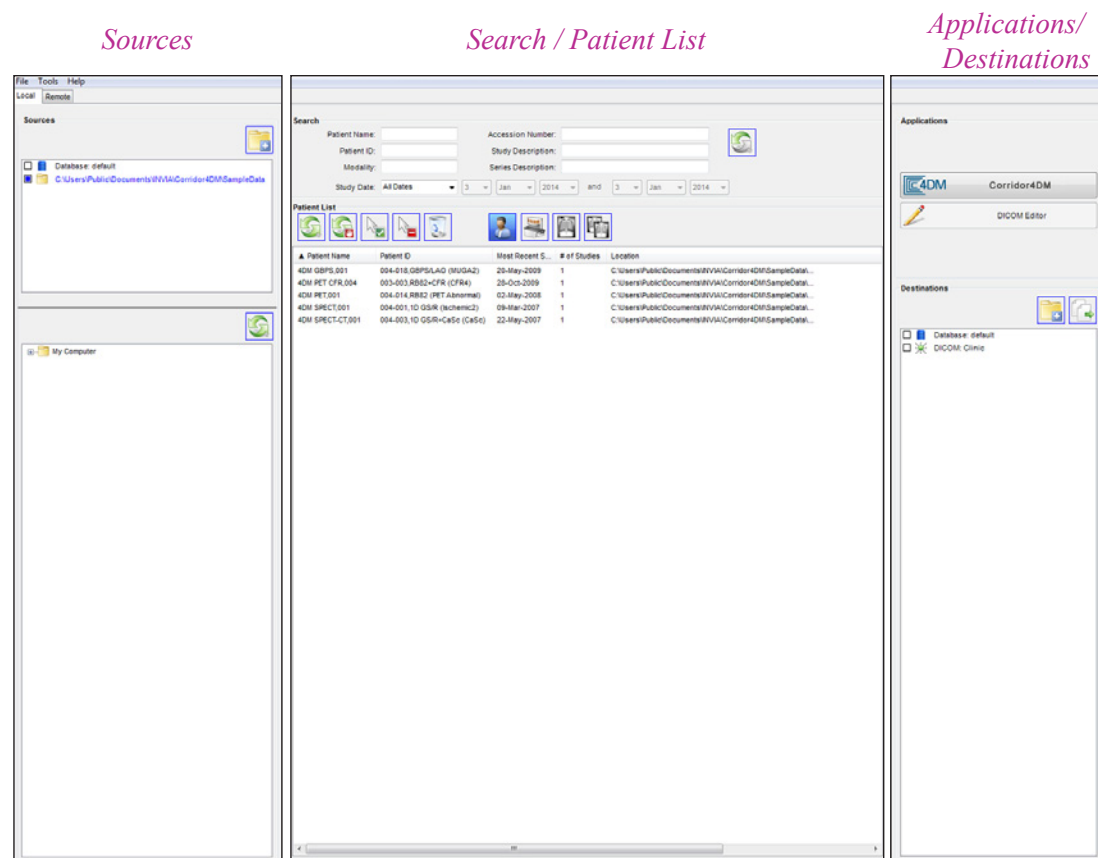 Sources
Search / Patient List
Applications/
Destinations
File Tools Help
Local Remote
Sources
Database: default
C:\Users\Public\Documents\INVIA\Corridor4DM\SampleData
My Computer
Search
Patient Name: Accession Number:
Patient ID: Study Description:
Modality: Series Description:
Study Date: All Dates 3 Jan 2014 and 3 Jan 2014
Patient List
▲ Patient Name Patient ID Most Recent S... # of Studies Location
4DM GBPS,001 004-018,GBPS/LAO (MUGA2) 20-May-2009 1 C:\Users\Public\Documents\INVIA\Corridor4DM\SampleData\...
4DM PET CFR,004 003-003,RB82+CFR (CFR4) 28-Oct-2009 1 C:\Users\Public\Documents\INVIA\Corridor4DM\SampleData\...
4DM PET,001 004-014,RB82 (PET Abnormal) 02-May-2008 1 C:\Users\Public\Documents\INVIA\Corridor4DM\SampleData\...
4DM SPECT,001 004-001,1D GS/R (Ischemic2) 09-Mar-2007 1 C:\Users\Public\Documents\INVIA\Corridor4DM\SampleData\...
4DM SPECT-CT,001 004-003,1D GS/R+CaSc (CaSc) 22-May-2007 1 C:\Users\Public\Documents\INVIA\Corridor4DM\SampleData\...
Applications
4DM Corridor4DM
DICOM Editor
Destinations
Database: default
DICOM: Clinic